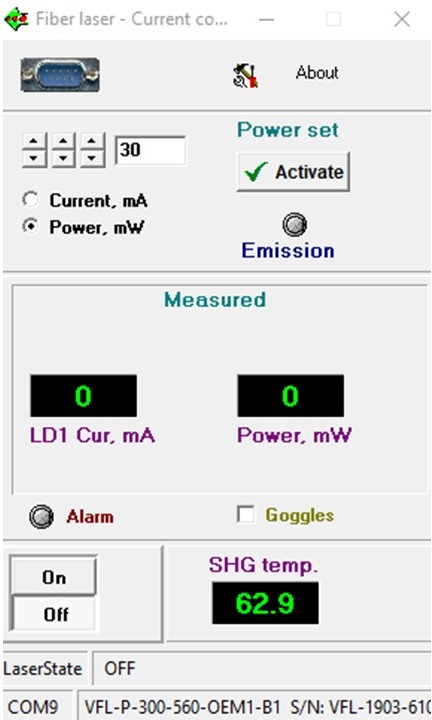 Fiber laser - Current co...
About
Power set
30
Activate
Current, mA
Power, mW
Emission
Measured
0 0
LD1 Cur, mA Power, mW
Alarm Goggles
On
Off
SHG temp.
62.9
LaserState OFF
COM9 VFL-P-300-560-OEM1-B1 S/N: VFL-1903-610